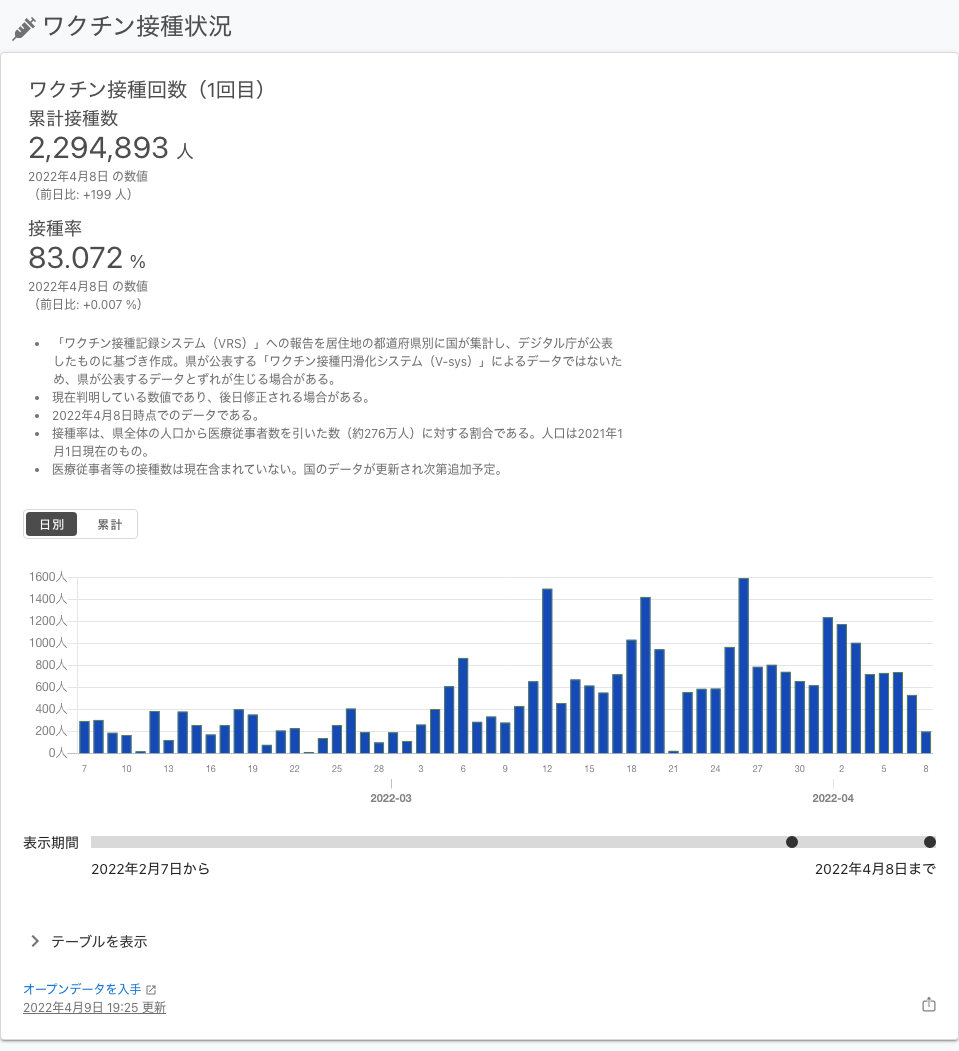 ワクチン接種状況
ワクチン接種回数（1回目）
累計接種数
2,294,893 人
2022年4月8日 の数値
（前日比: +199 人）
接種率
83.072 %
2022年4月8日 の数値
（前日比: +0.007 %）
• 「ワクチン接種記録システム（VRS）」への報告を居住地の都道府県別に国が集計し、デジタル庁が公表
したものに基づき作成。県が公表する「ワクチン接種円滑化システム（V-sys）」によるデータではないた
め、県が公表するデータとずれが生じる場合がある。
• 現在判明している数値であり、後日修正される場合がある。
• 2022年4月8日時点でのデータである。
• 接種率は、県全体の人口から医療従事者数を引いた数（約276万人）に対する割合である。人口は2021年1
月1日現在のもの。
• 医療従事者等の接種数は現在含まれていない。国のデータが更新され次第追加予定。
日別 累計
1600人
1400人
1200人
1000人
800人
600人
400人
200人
0人
7 10 13 16 19 22 25 28 3 6 9 12 15 18 21 24 27 30 2 5 8
2022-03 2022-04
表示期間
2022年2月7日から 2022年4月8日まで
テーブルを表示
オープンデータを入手
2022年4月9日 19:25 更新